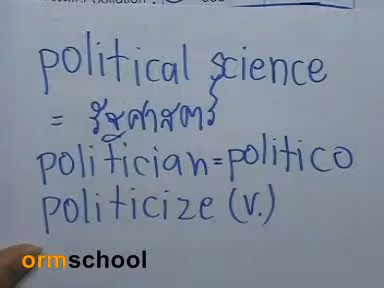 political science
= รัฐศาสตร์
politician=politico
politicize (v.)
ormschool